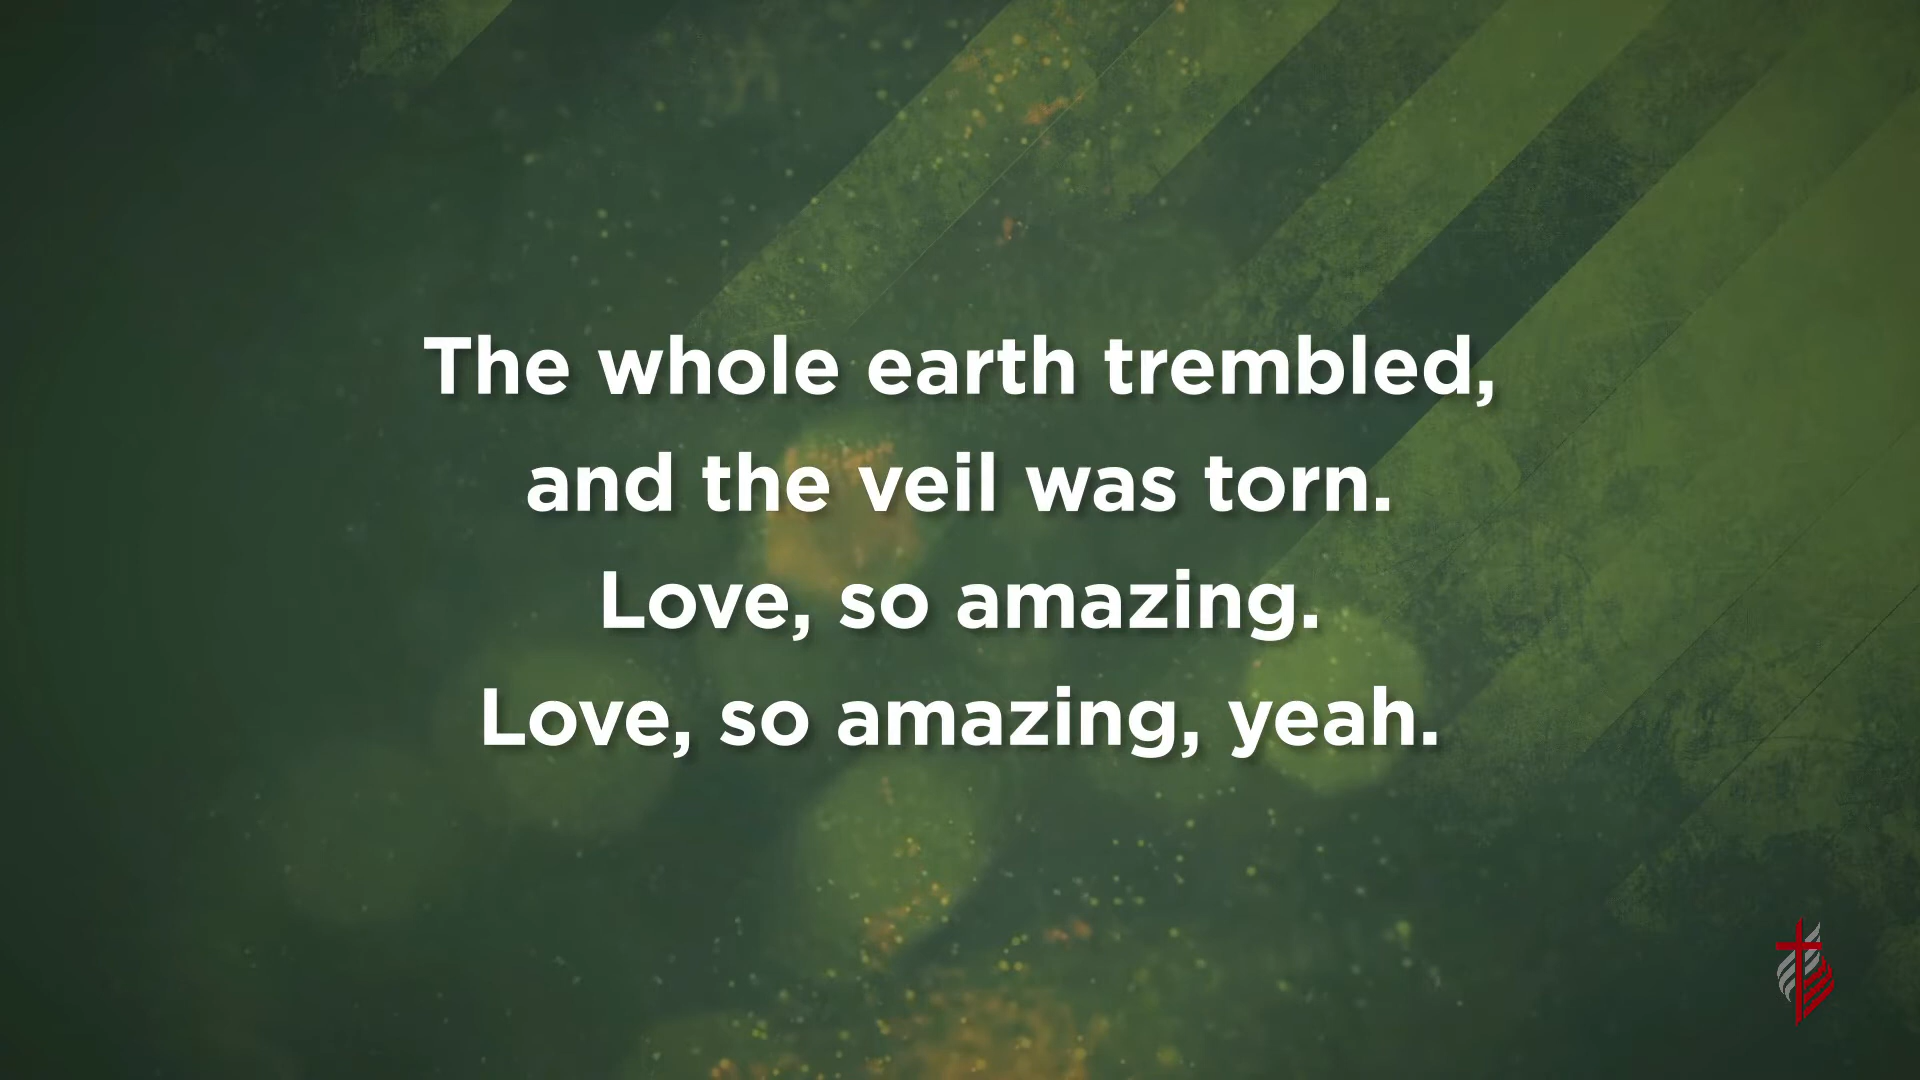 The whole earth trembled,
and the veil was torn.
Love, so amazing.
Love, so amazing, yeah.